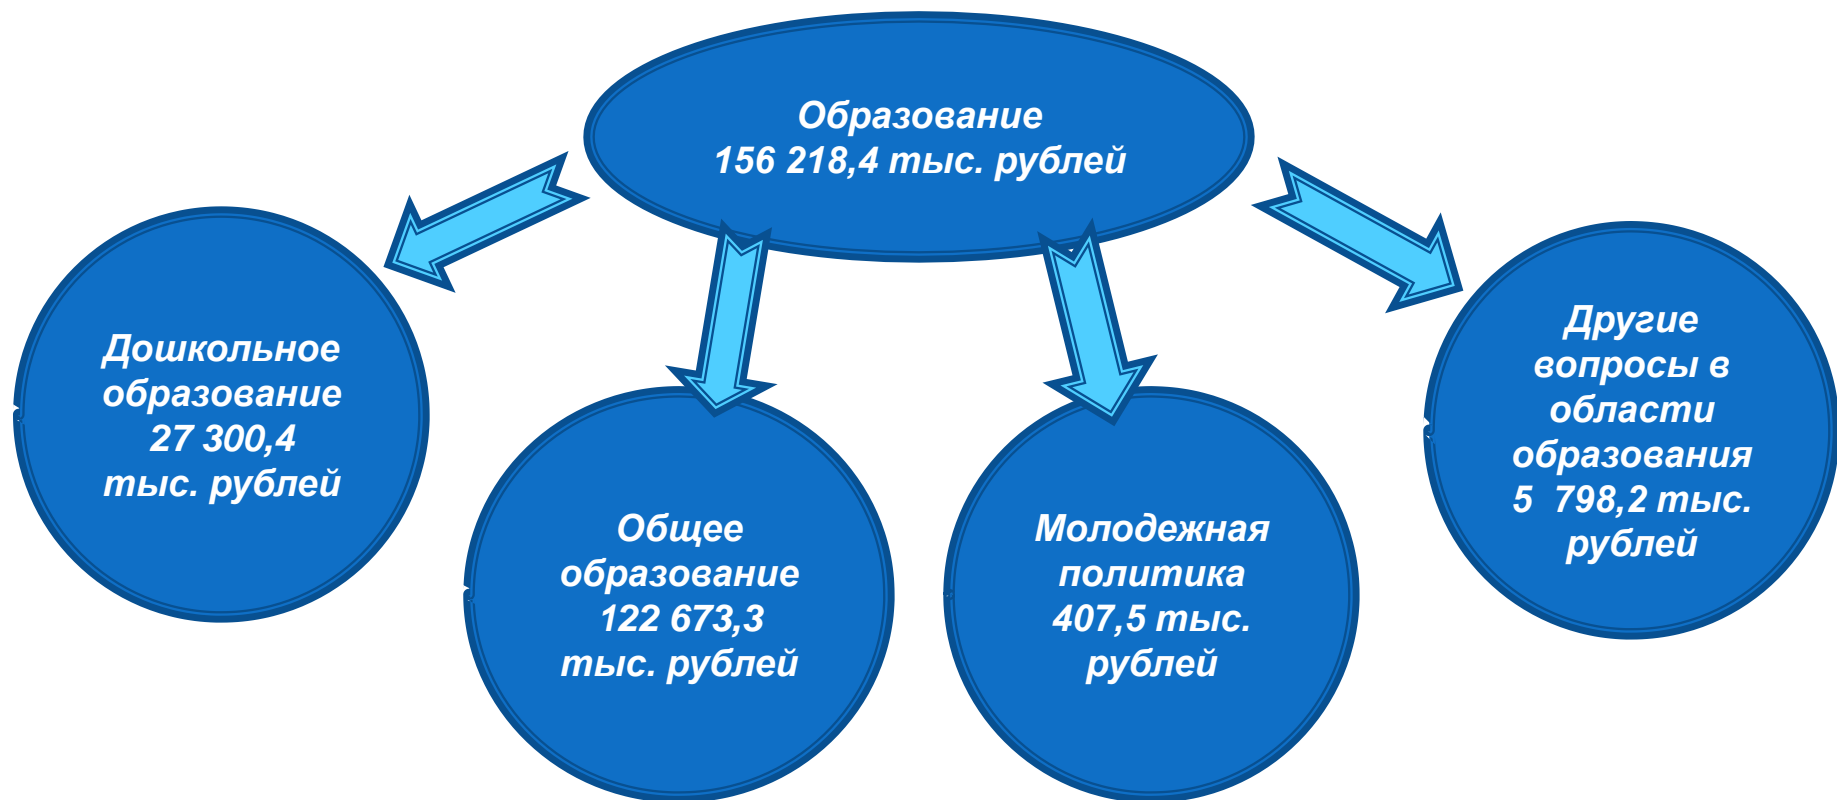 Образование
156 218,4 тыс. рублей
Дошкольное
образование
27 300,4
тыс. рублей
Общее
образование
122 673,3
тыс. рублей
Молодежная
политика
407,5 тыс.
рублей
Другие
вопросы в
области
образования
5  798,2 тыс.
рублей